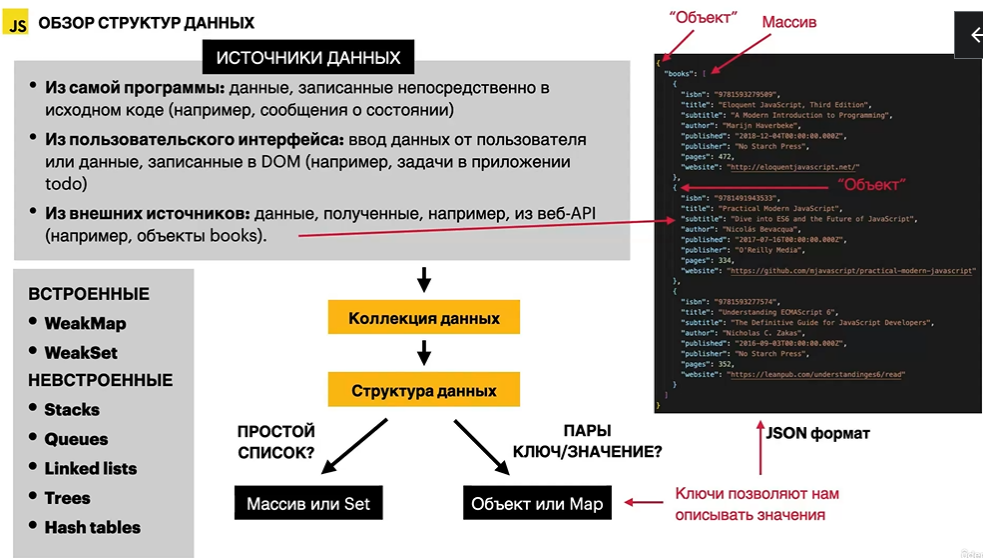 JS ОБЗОР СТРУКТУР ДАННЫХ
ИСТОЧНИКИ ДАННЫХ
• Из самой программы: данные, записанные непосредственно в
исходном коде (например, сообщения о состоянии)
• Из пользовательского интерфейса: ввод данных от пользователя
или данные, записанные в DOM (например, задачи в приложении
todo)
• Из внешних источников: данные, полученные, например, из веб-API
(например, объекты books).
ВСТРОЕННЫЕ
• WeakMap
• WeakSet
НЕВСТРОЕННЫЕ
• Stacks
• Queues
• Linked lists
• Trees
• Hash tables
Коллекция данных
Структура данных
ПРОСТОЙ
СПИСОК?
ПАРЫ
КЛЮЧ/ЗНАЧЕНИЕ?
Массив или Set
Объект или Map
“Объект”
Массив
{
"books": [
{
"isbn": "9781593279509",
"title": "Eloquent JavaScript, Third Edition",
"subtitle": "A Modern Introduction to Programming",
"author": "Marijn Haverbeke",
"published": "2018-12-04T00:00:00.000Z",
"publisher": "No Starch Press",
"pages": 472,
"website": "http://eloquentjavascript.net/"
},
{
“Объект”
"isbn": "9781491943533",
"title": "Practical Modern JavaScript",
"subtitle": "Dive into ES6 and the Future of JavaScript",
"author": "Nicolás Bevacqua",
"published": "2017-07-16T00:00:00.000Z",
"publisher": "O'Reilly Media",
"pages": 334,
"website": "https://github.com/mjavascript/practical-modern-javascript"
},
{
"isbn": "9781593277574",
"title": "Understanding ECMAScript 6",
"subtitle": "The Definitive Guide for JavaScript Developers",
"author": "Nicholas C. Zakas",
"published": "2016-09-03T00:00:00.000Z",
"publisher": "No Starch Press",
"pages": 352,
"website": "https://leanpub.com/understandinges6/read"
}
]
}
JSON формат
Ключи позволяют нам
описывать значения